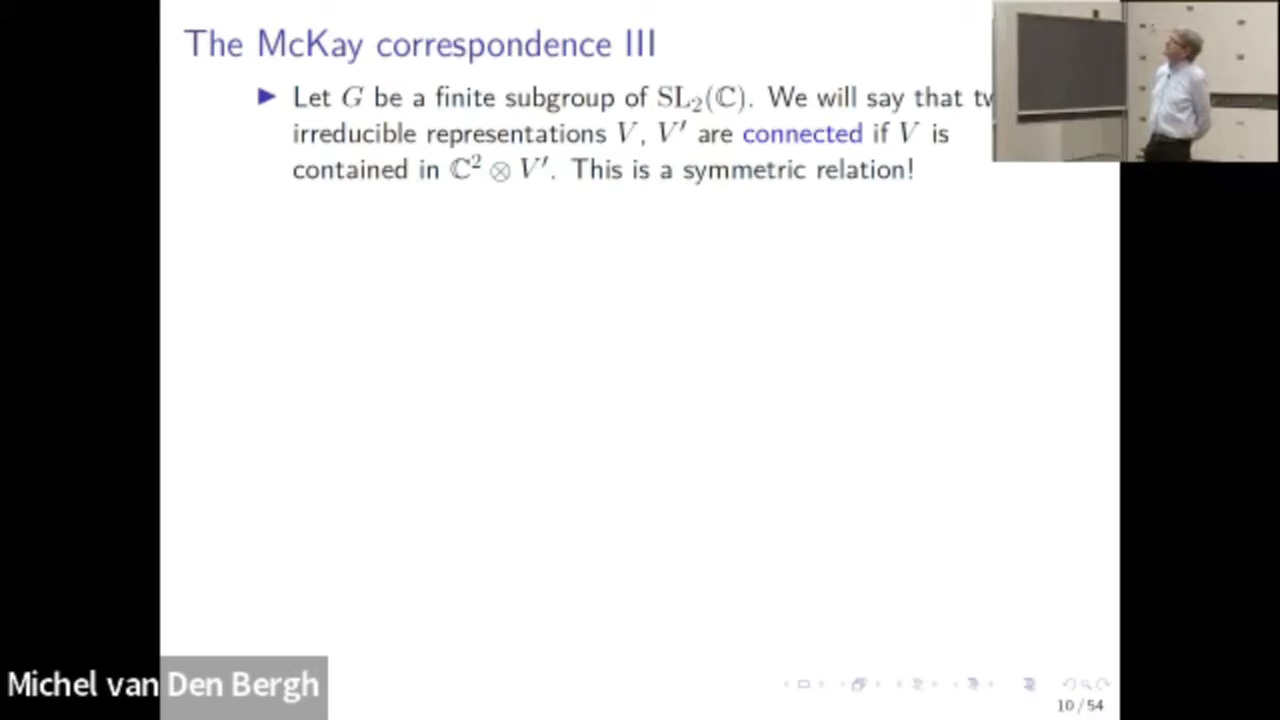 The McKay correspondence III
▶ Let G be a finite subgroup of SL₂(ℂ). We will say that
irreducible representations V, V′ are connected if V is
contained in ℂ² ⊗ V′. This is a symmetric relation!
Michel van Den Bergh
10 / 54